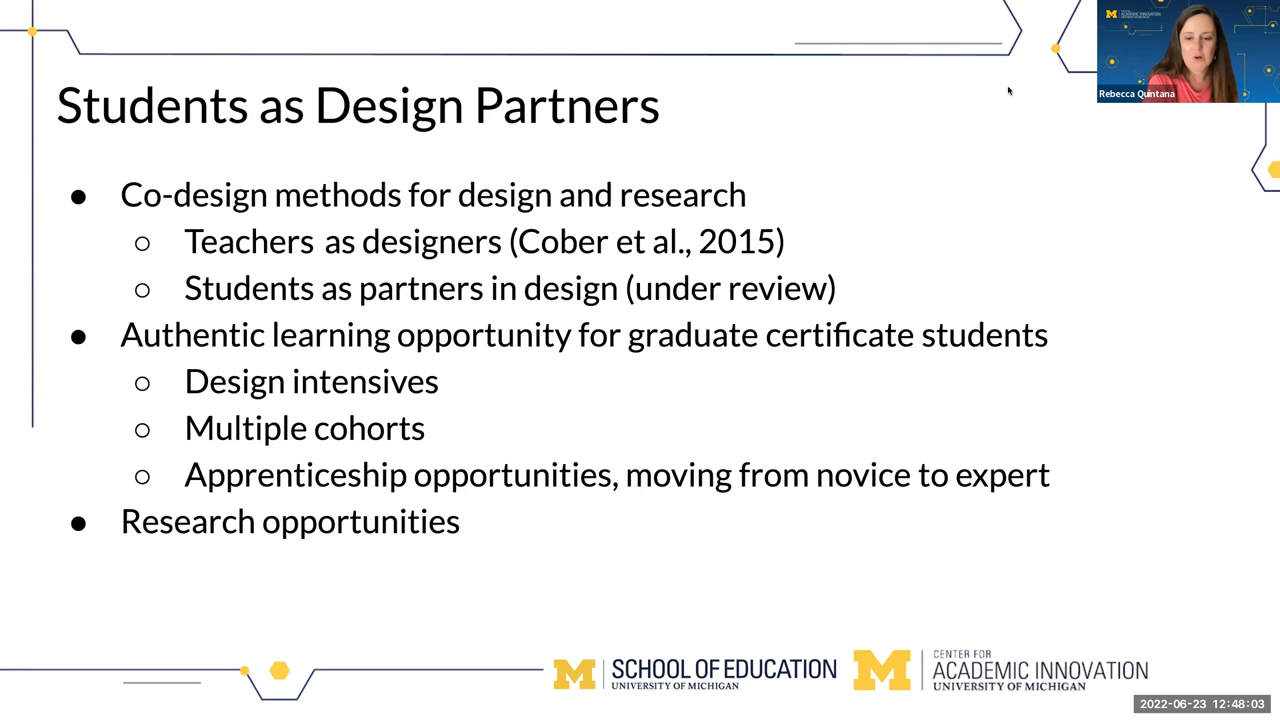 Students as Design Partners
● Co-design methods for design and research
○ Teachers as designers (Cober et al., 2015)
○ Students as partners in design (under review)
● Authentic learning opportunity for graduate certificate students
○ Design intensives
○ Multiple cohorts
○ Apprenticeship opportunities, moving from novice to expert
● Research opportunities
M ACADEMIC INNOVATION
Rebecca Quintana
M SCHOOL OF EDUCATION
UNIVERSITY OF MICHIGAN
M CENTER FOR
ACADEMIC INNOVATION
UNIVERSITY OF MICHIGAN
2022-06-23 12:48:03